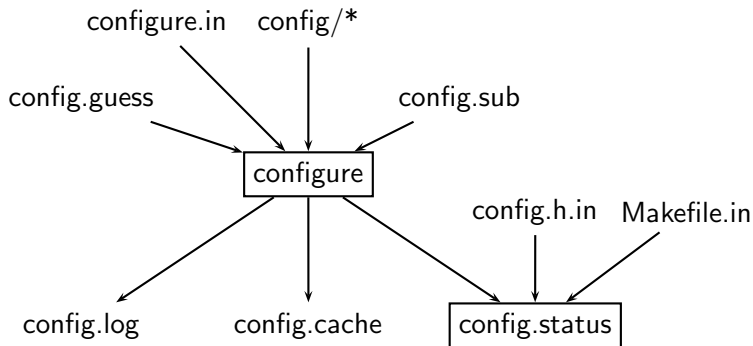 configure.in config/*
config.guess config.sub
configure
config.h.in Makefile.in
config.log config.cache config.status